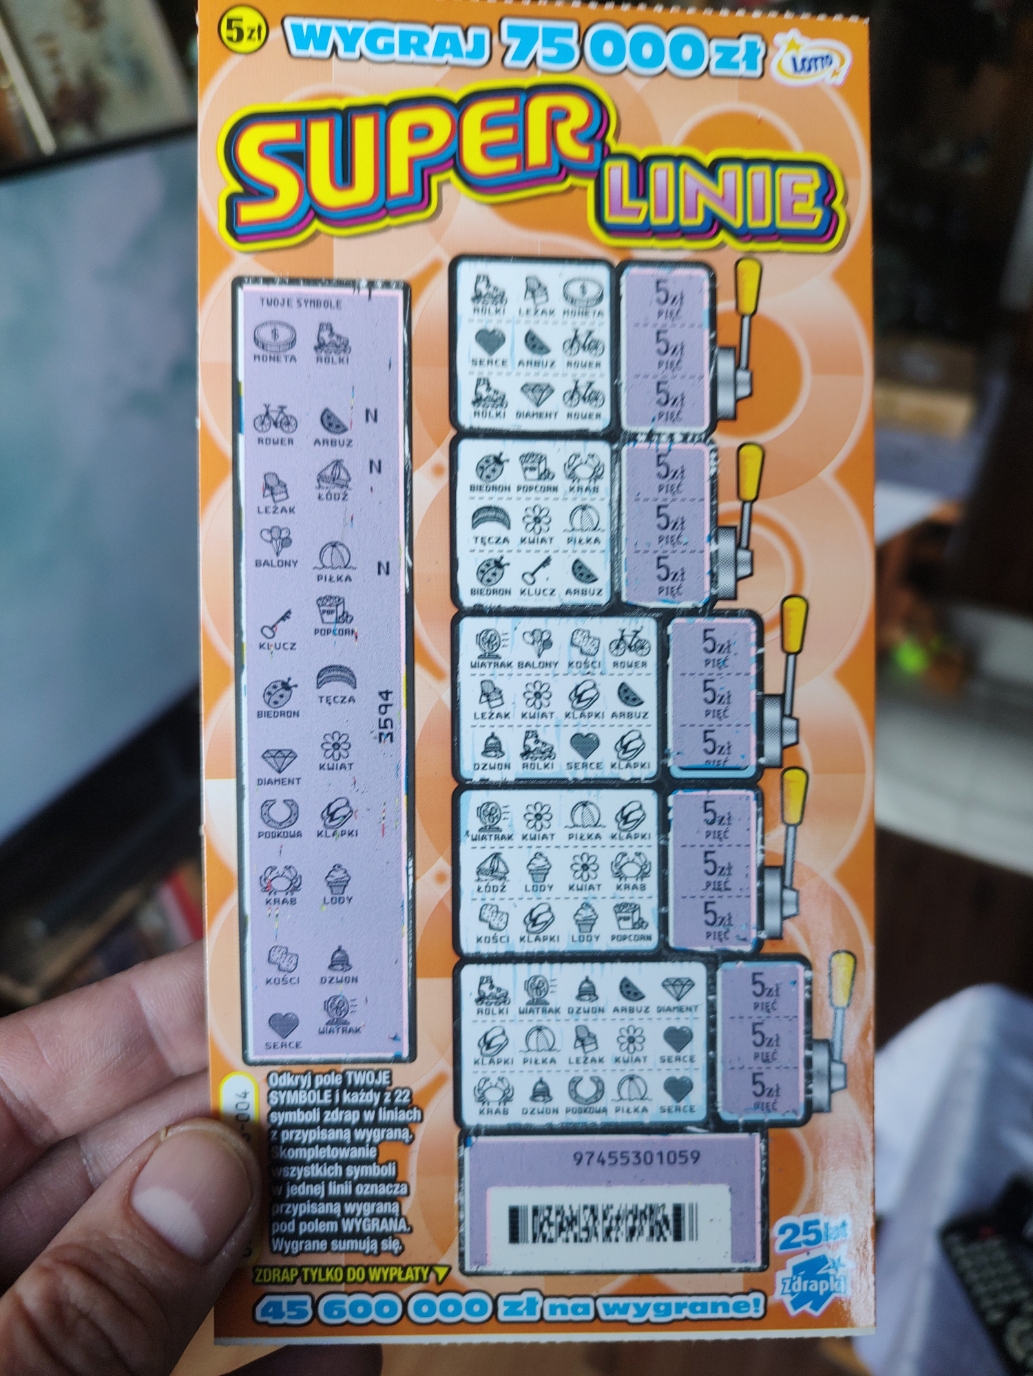 5zł WYGRAJ 75 000 zł LOTTO
SUPER
LINIE
TWOJE SYMBOLE
MONETA ROLKI
ROWER ARBUZ N
LEŻAK ŁÓDŹ N
BALONY PIŁKA N
KLUCZ POPCORN
BIEDRON TĘCZA
3594
DIAMENT KWIAT
PODKOWA KLAPKI
KRAB LODY
KOŚCI DZWON
SERCE WIATRAK
ROLKI LEŻAK MONETA 5zł PIĘĆ
SERCE ARBUZ ROWER 5zł PIĘĆ
ROLKI DIAMENT ROWER 5zł PIĘĆ
BIEDRON POPCORN KRAB 5zł PIĘĆ
TĘCZA KWIAT PIŁKA 5zł PIĘĆ
BIEDRON KLUCZ ARBUZ 5zł PIĘĆ
WIATRAK BALONY KOŚCI ROWER 5zł PIĘĆ
LEŻAK KWIAT KLAPKI ARBUZ 5zł PIĘĆ
DZWON ROLKI SERCE KLAPKI 5zł PIĘĆ
WIATRAK KWIAT PIŁKA KLAPKI 5zł PIĘĆ
ŁÓDŹ LODY KWIAT KRAB 5zł PIĘĆ
KOŚCI KLAPKI LODY POPCORN 5zł PIĘĆ
ROLKI WIATRAK DZWON ARBUZ DIAMENT 5zł PIĘĆ
KLAPKI PIŁKA LEŻAK KWIAT SERCE 5zł PIĘĆ
KRAB DZWON PODKOWA PIŁKA SERCE 5zł PIĘĆ
Odkryj pole TWOJE
SYMBOLE i każdy z 22
symboli zdrap w liniach
z przypisaną wygraną.
Skompletowanie
wszystkich symboli
w jednej linii oznacza
przypisaną wygraną
pod polem WYGRANA.
Wygrane sumują się.
97455301059
ZDRAP TYLKO DO WYPŁATY
25 lat
Zdrapki
45 600 000 zł na wygrane!